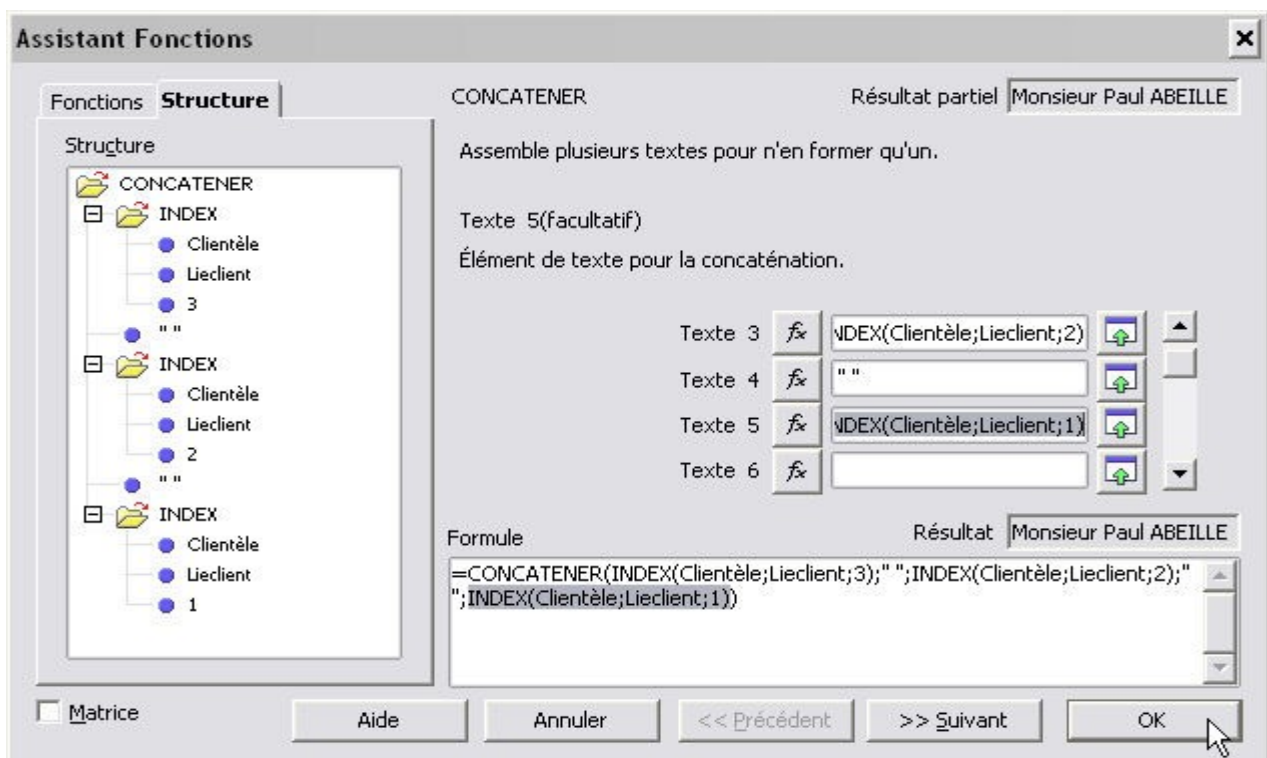 Assistant Fonctions
Fonctions Structure
CONCATENER
Résultat partiel Monsieur Paul ABEILLE
Structure
Assemble plusieurs textes pour n'en former qu'un.
CONCATENER
INDEX
Clientèle
Lieclient
3
" "
INDEX
Clientèle
Lieclient
2
" "
INDEX
Clientèle
Lieclient
1
Texte 5(facultatif)
Élément de texte pour la concaténation.
Texte 3 fx NDEX(Clientèle;Lieclient;2)
Texte 4 fx " "
Texte 5 fx NDEX(Clientèle;Lieclient;1)
Texte 6 fx
Formule
Résultat Monsieur Paul ABEILLE
=CONCATENER(INDEX(Clientèle;Lieclient;3);" ";INDEX(Clientèle;Lieclient;2);"
";INDEX(Clientèle;Lieclient;1))
Matrice
Aide
Annuler
<< Précédent
>> Suivant
OK